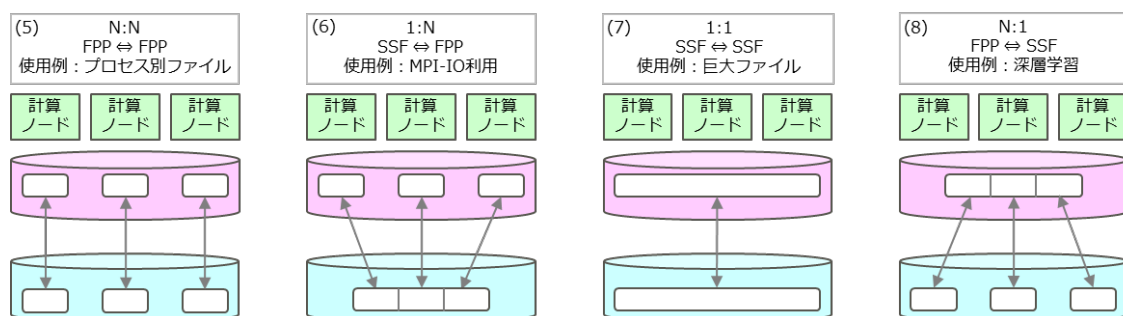 (5) N:N
FPP ⇔ FPP
使用例：プロセス別ファイル
(6) 1:N
SSF ⇔ FPP
使用例：MPI-IO利用
(7) 1:1
SSF ⇔ SSF
使用例：巨大ファイル
(8) N:1
FPP ⇔ SSF
使用例：深層学習
計算
ノード
計算
ノード
計算
ノード
計算
ノード
計算
ノード
計算
ノード
計算
ノード
計算
ノード
計算
ノード
計算
ノード
計算
ノード
計算
ノード